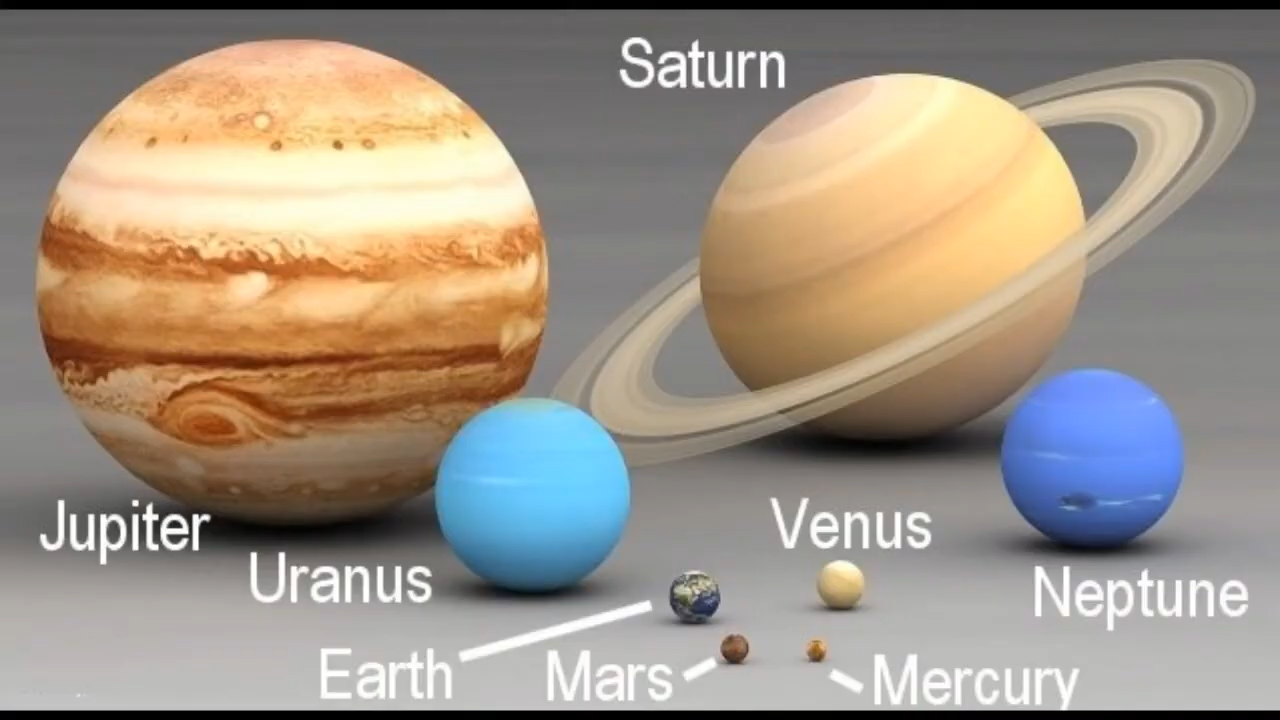 Saturn
Jupiter
Uranus
Venus
Neptune
Earth
Mars
Mercury